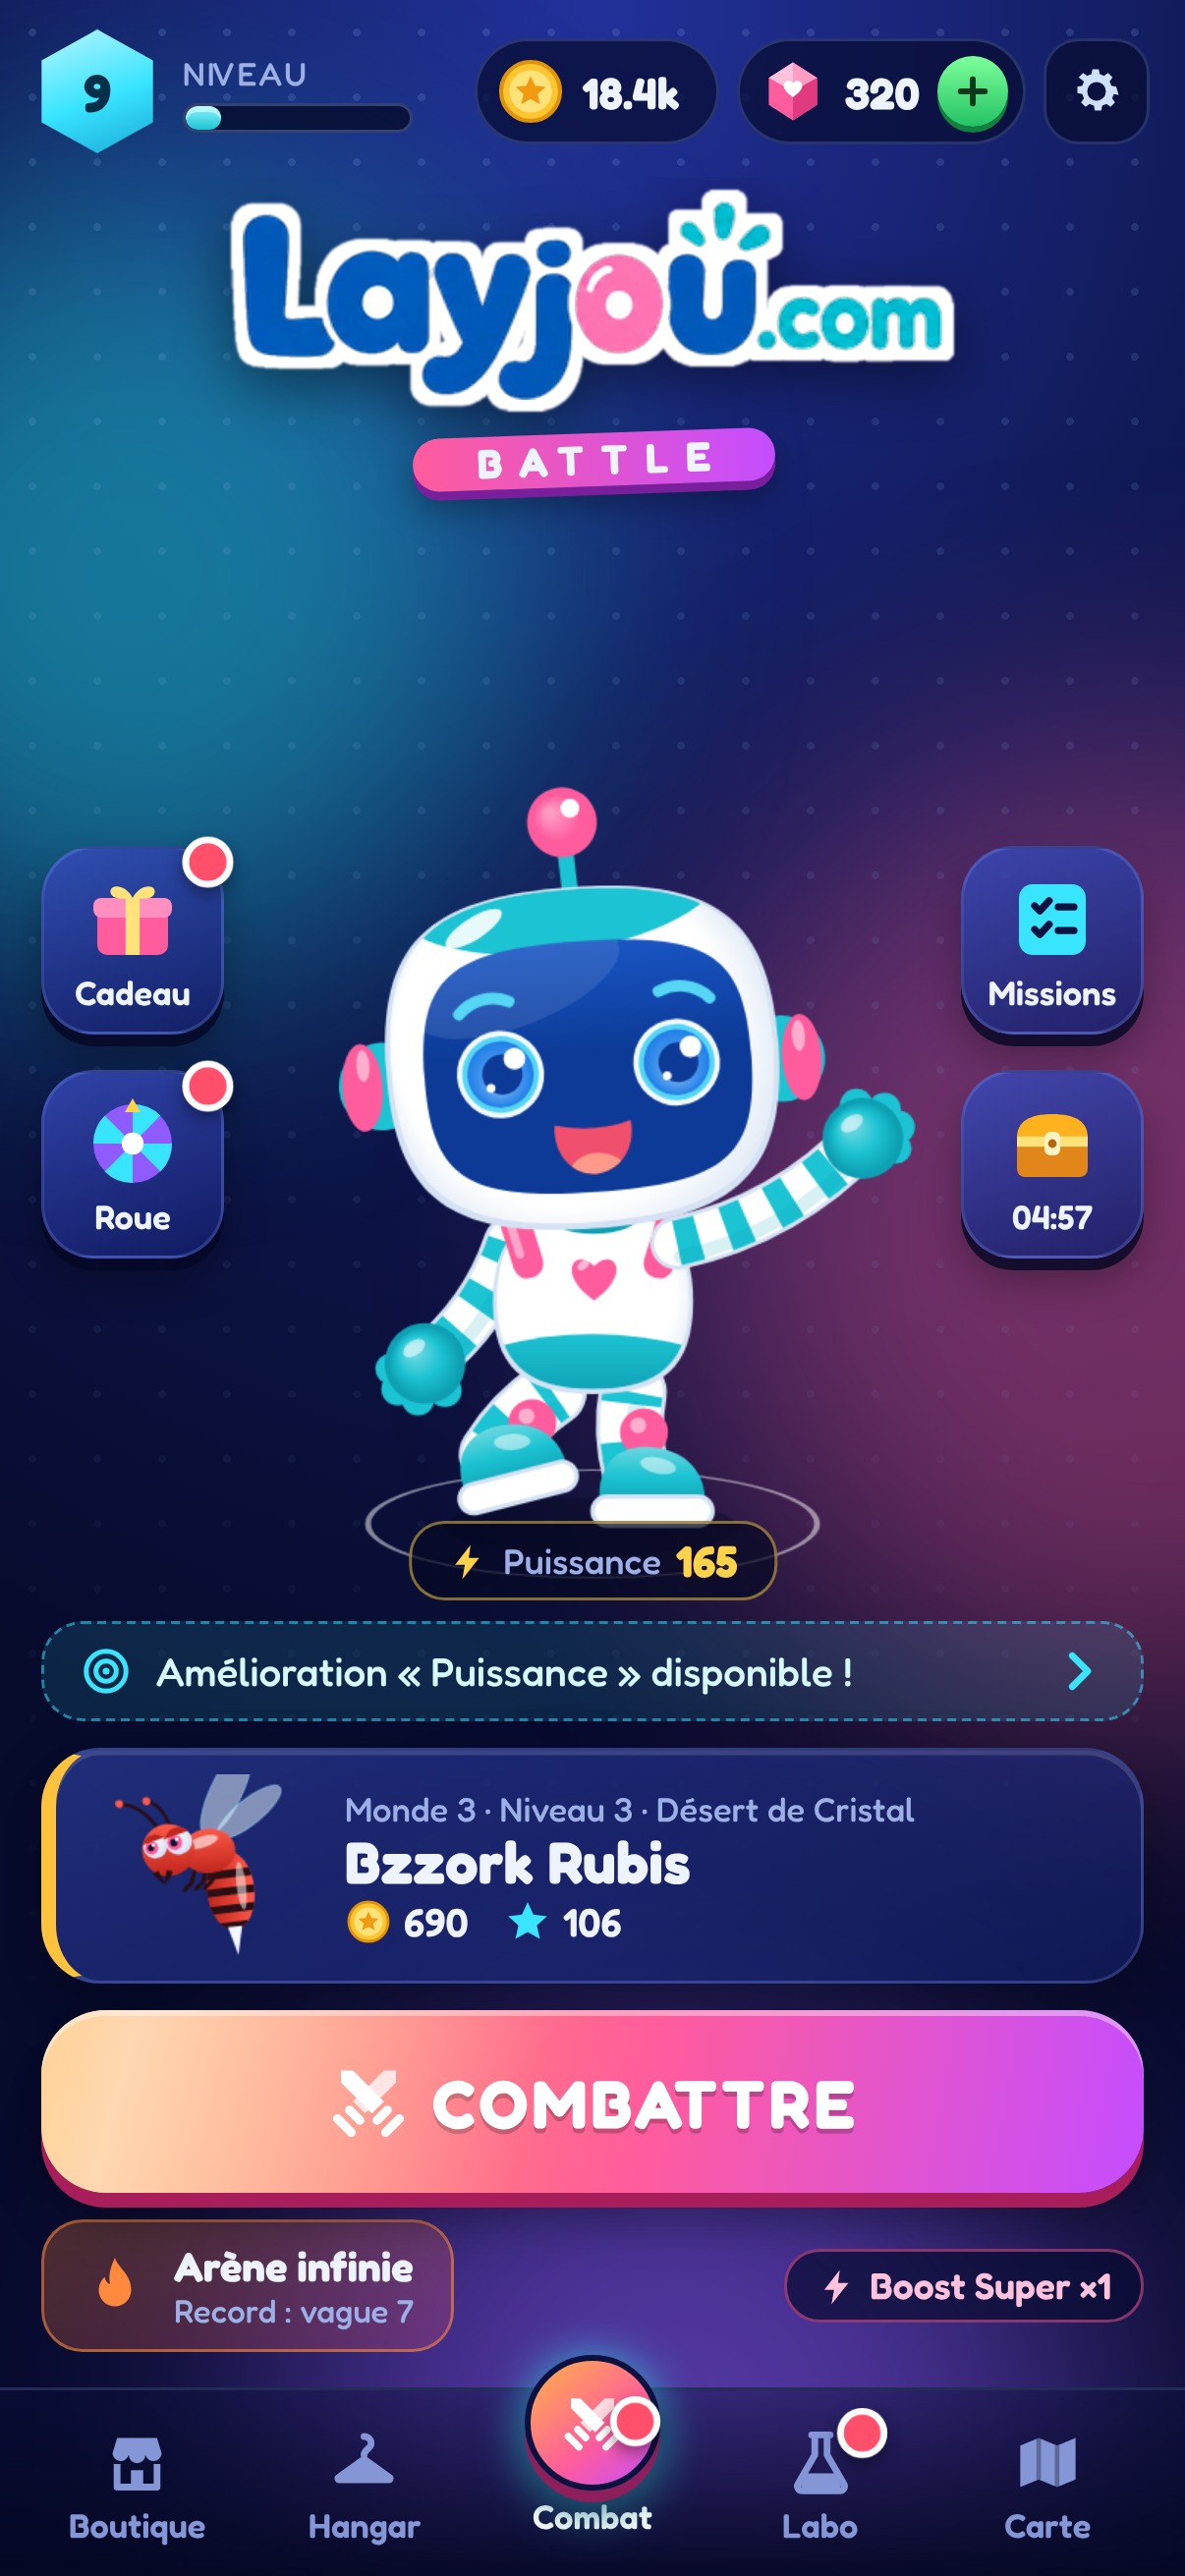 9
NIVEAU
18.4k
320
Layjou.com
BATTLE
Cadeau
Missions
Roue
04:57
Puissance 165
Amélioration « Puissance » disponible !
Monde 3 · Niveau 3 · Désert de Cristal
Bzzork Rubis
690 106
COMBATTRE
Arène infinie
Record : vague 7
Boost Super x1
Boutique
Hangar
Combat
Labo
Carte